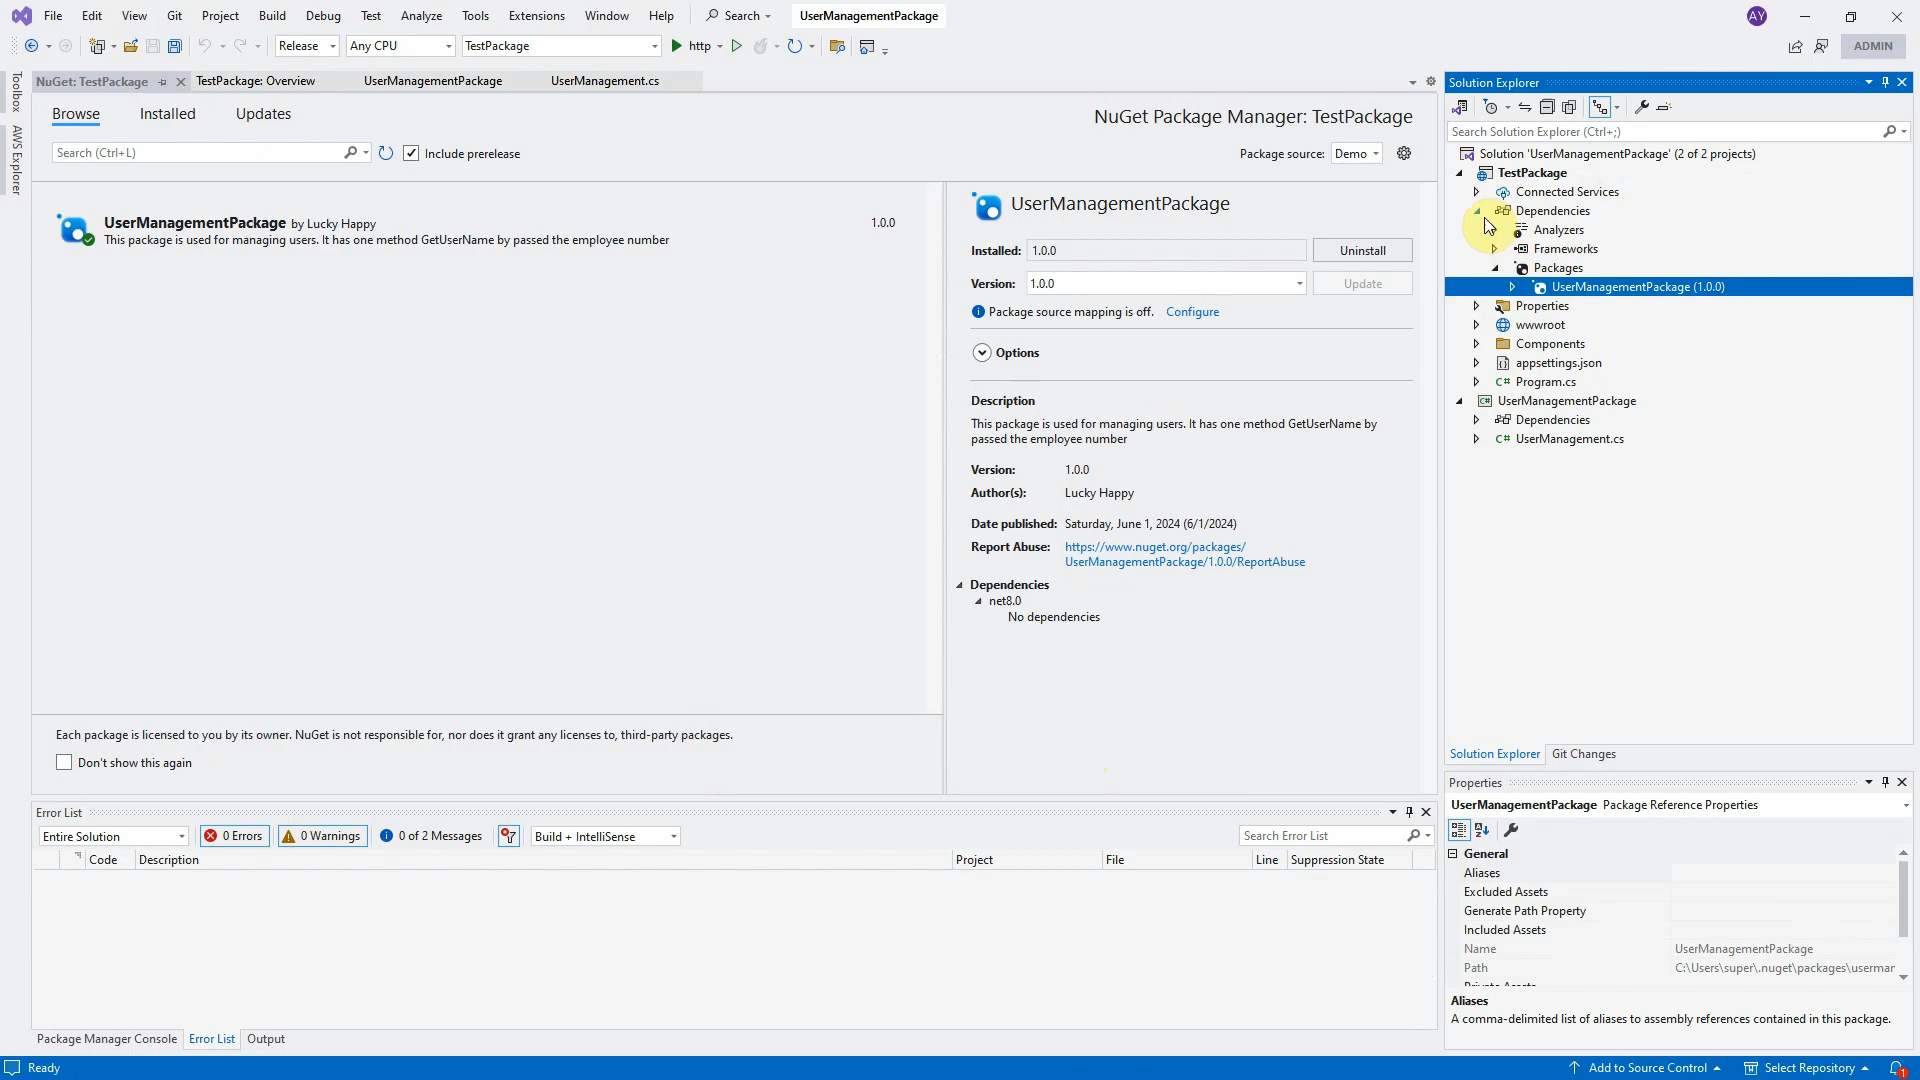 File Edit View Git Project Build Debug Test Analyze Tools Extensions Window Help Search UserManagementPackage AY
Release Any CPU TestPackage http ADMIN
Toolbox
AWS Explorer
NuGet: TestPackage TestPackage: Overview UserManagementPackage UserManagement.cs
Browse Installed Updates
NuGet Package Manager: TestPackage
Search (Ctrl+L) Include prerelease Package source: Demo
UserManagementPackage by Lucky Happy 1.0.0
This package is used for managing users. It has one method GetUserName by passed the employee number
UserManagementPackage
Installed: 1.0.0 Uninstall
Version: 1.0.0 Update
Package source mapping is off. Configure
Options
Description
This package is used for managing users. It has one method GetUserName by
passed the employee number
Version: 1.0.0
Author(s): Lucky Happy
Date published: Saturday, June 1, 2024 (6/1/2024)
Report Abuse: https://www.nuget.org/packages/
UserManagementPackage/1.0.0/ReportAbuse
Dependencies
net8.0
No dependencies
Each package is licensed to you by its owner. NuGet is not responsible for, nor does it grant any licenses to, third-party packages.
Don't show this again
Error List
Entire Solution 0 Errors 0 Warnings 0 of 2 Messages Build + IntelliSense Search Error List
Code Description Project File Line Suppression State
Package Manager Console Error List Output
Solution Explorer
Search Solution Explorer (Ctrl+;)
Solution 'UserManagementPackage' (2 of 2 projects)
TestPackage
Connected Services
Dependencies
Analyzers
Frameworks
Packages
UserManagementPackage (1.0.0)
Properties
wwwroot
Components
appsettings.json
C# Program.cs
C# UserManagementPackage
Dependencies
C# UserManagement.cs
Solution Explorer Git Changes
Properties
UserManagementPackage Package Reference Properties
General
Aliases
Excluded Assets
Generate Path Property
Included Assets
Name UserManagementPackage
Path C:\Users\super\.nuget\packages\userman
Private Assets
Aliases
A comma-delimited list of aliases to assembly references contained in this package.
Ready Add to Source Control Select Repository 1